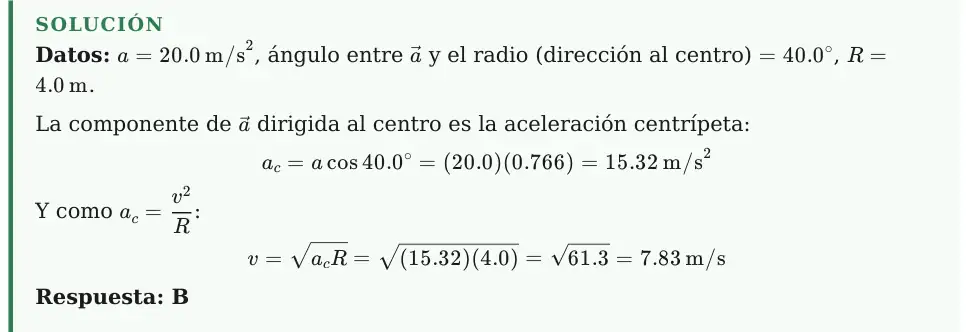 SOLUCIÓN
Datos: a = 20.0 m/s², ángulo entre a⃗ y el radio (dirección al centro) = 40.0°, R =
4.0 m.
La componente de a⃗ dirigida al centro es la aceleración centrípeta:
a_c = a cos 40.0° = (20.0)(0.766) = 15.32 m/s²
Y como a_c = v²/R:
v = √(a_c R) = √((15.32)(4.0)) = √61.3 = 7.83 m/s
Respuesta: B